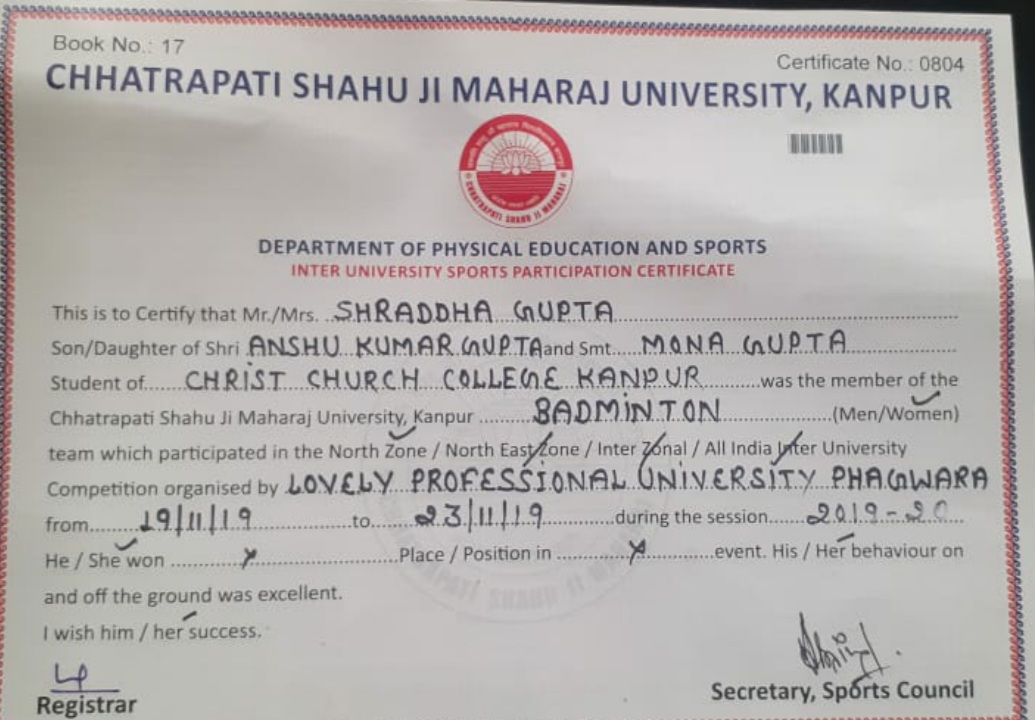 Book No.: 17
Certificate No.: 0804
CHHATRAPATI SHAHU JI MAHARAJ UNIVERSITY, KANPUR
CHHATRAPATI SHAHU JI MAHARAJ
DEPARTMENT OF PHYSICAL EDUCATION AND SPORTS
INTER UNIVERSITY SPORTS PARTICIPATION CERTIFICATE
This is to Certify that Mr./Mrs. SHRADDHA GUPTA
Son/Daughter of Shri ANSHU KUMAR GUPTA and Smt. MONA GUPTA
Student of CHRIST CHURCH COLLEGE KANPUR was the member of the
Chhatrapati Shahu Ji Maharaj University, Kanpur BADMINTON (Men/Women)
team which participated in the North Zone / North East Zone / Inter Zonal / All India Inter University
Competition organised by LOVELY PROFESSIONAL UNIVERSITY PHAGWARA
from 19/11/19 to 23/11/19 during the session 2019-20
He / She won x Place / Position in x event. His / Her behaviour on
and off the ground was excellent.
I wish him / her success.
Registrar
Secretary, Sports Council